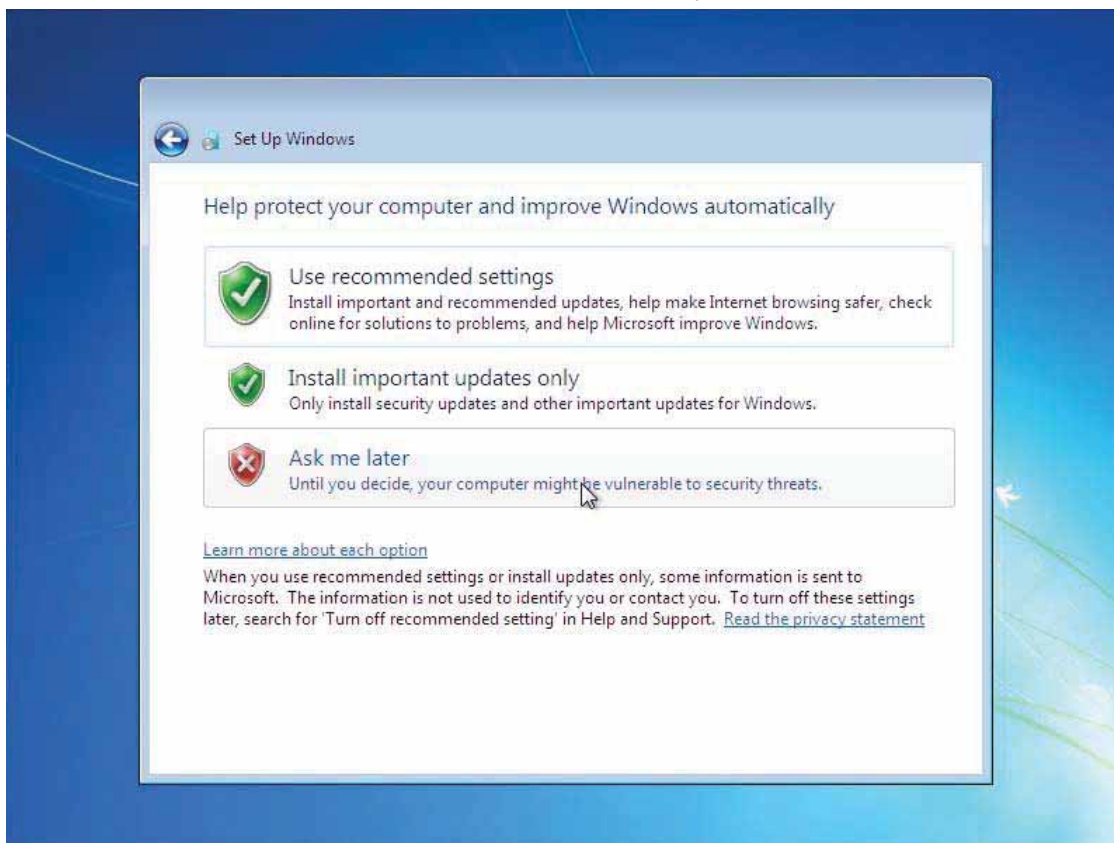 Set Up Windows
Help protect your computer and improve Windows automatically
Use recommended settings
Install important and recommended updates, help make Internet browsing safer, check
online for solutions to problems, and help Microsoft improve Windows.
Install important updates only
Only install security updates and other important updates for Windows.
Ask me later
Until you decide, your computer might be vulnerable to security threats.
Learn more about each option
When you use recommended settings or install updates only, some information is sent to
Microsoft. The information is not used to identify you or contact you. To turn off these settings
later, search for 'Turn off recommended setting' in Help and Support. Read the privacy statement